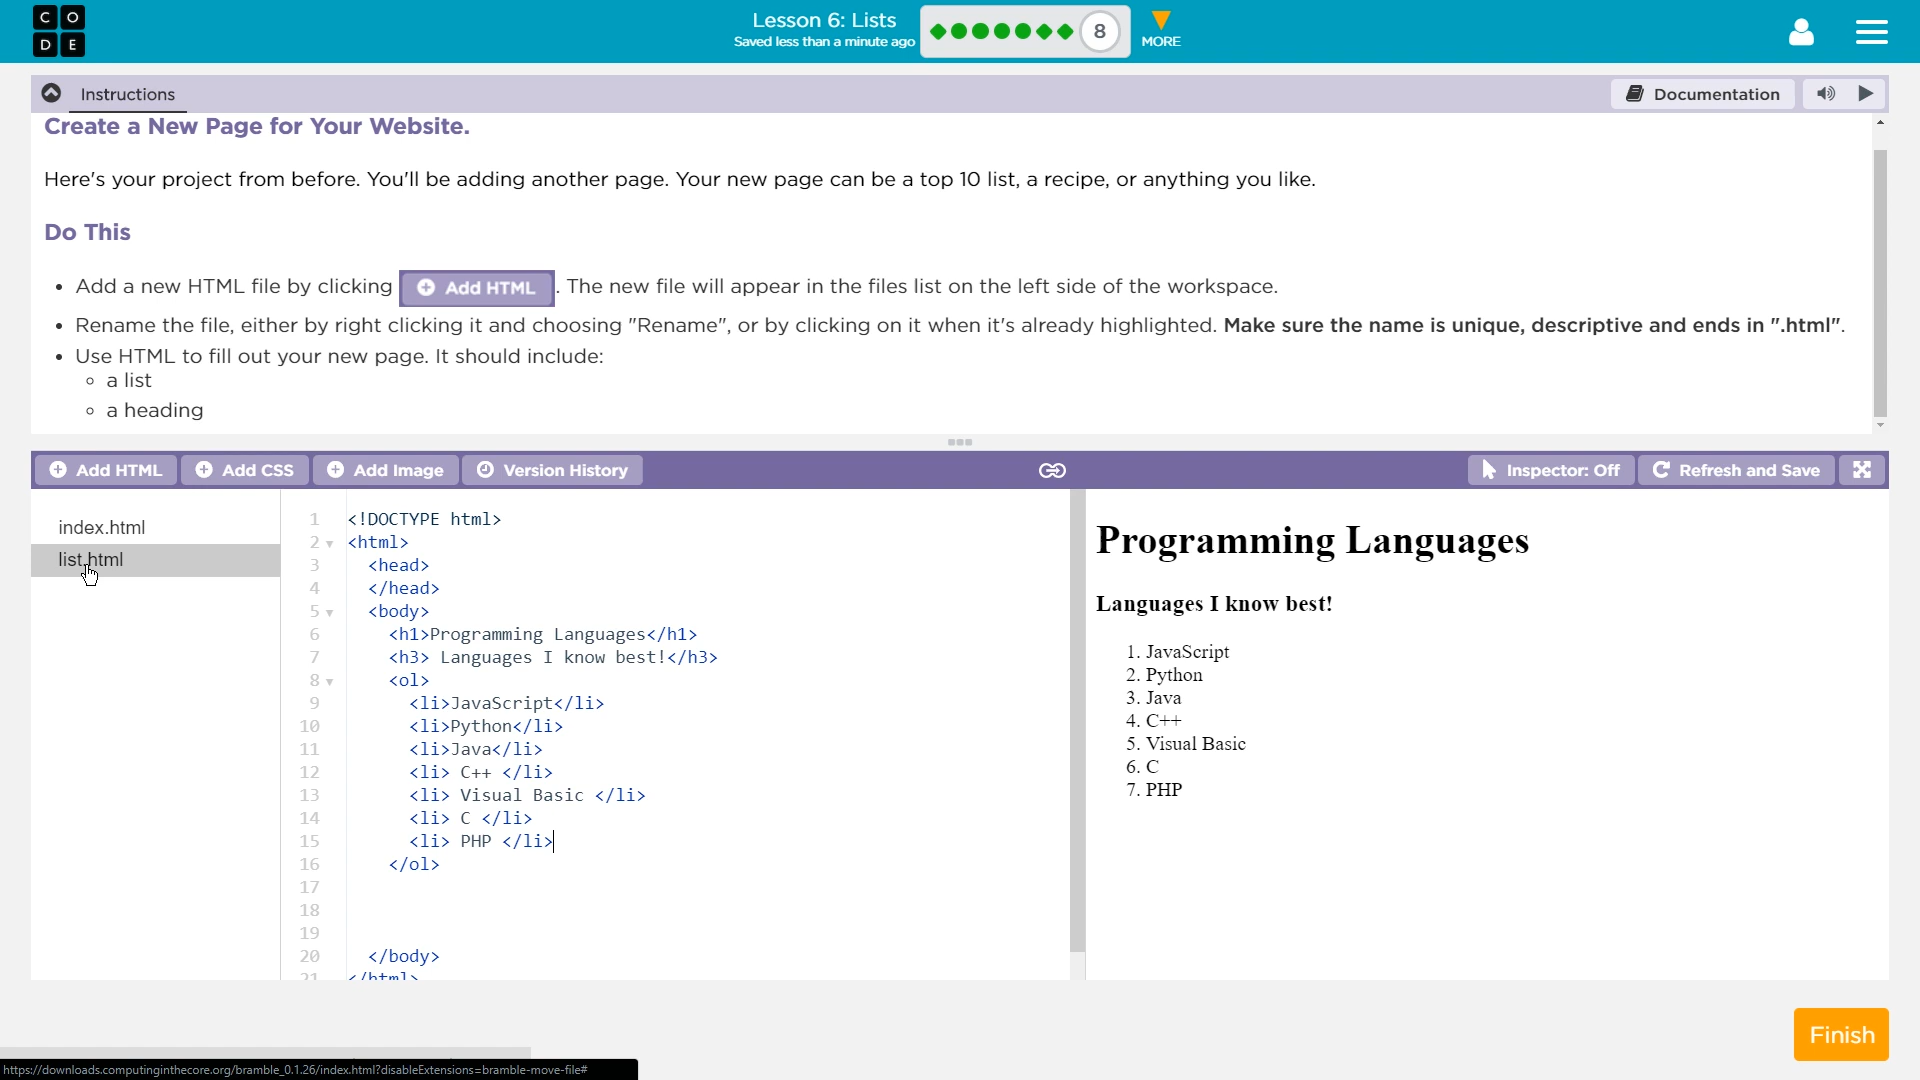 C O
D E
Lesson 6: Lists
Saved less than a minute ago
8
MORE
Instructions
Documentation
Create a New Page for Your Website.
Here's your project from before. You'll be adding another page. Your new page can be a top 10 list, a recipe, or anything you like.
Do This
• Add a new HTML file by clicking Add HTML . The new file will appear in the files list on the left side of the workspace.
• Rename the file, either by right clicking it and choosing "Rename", or by clicking on it when it's already highlighted. Make sure the name is unique, descriptive and ends in ".html".
• Use HTML to fill out your new page. It should include:
◦ a list
◦ a heading
Add HTML
Add CSS
Add Image
Version History
Inspector: Off
Refresh and Save
index.html
list.html
1 <!DOCTYPE html>
2 <html>
3 <head>
4 </head>
5 <body>
6 <h1>Programming Languages</h1>
7 <h3> Languages I know best!</h3>
8 <ol>
9 <li>JavaScript</li>
10 <li>Python</li>
11 <li>Java</li>
12 <li> C++ </li>
13 <li> Visual Basic </li>
14 <li> C </li>
15 <li> PHP </li>
16 </ol>
17
18
19
20 </body>
21 </html>
Programming Languages
Languages I know best!
1. JavaScript
2. Python
3. Java
4. C++
5. Visual Basic
6. C
7. PHP
Finish
https://downloads.computinginthecore.org/bramble_0.1.26/index.html?disableExtensions=bramble-move-file#